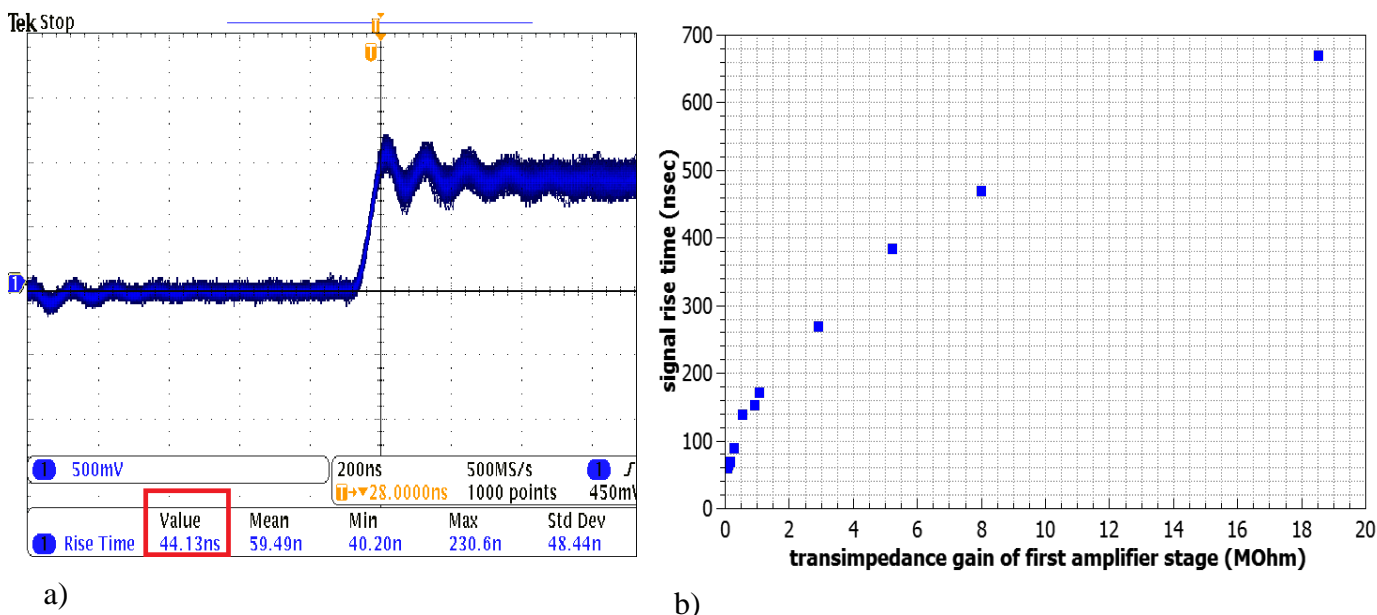 Tek Stop
T
T
T
1 500mV
200ns 500MS/s 1 ƒ
T→▼28.0000ns 1000 points 450mV
Value Mean Min Max Std Dev
1 Rise Time 44.13ns 59.49n 40.20n 230.6n 48.44n
a)
700
600
500
400
300
200
100
0
signal rise time (nsec)
0 2 4 6 8 10 12 14 16 18 20
transimpedance gain of first amplifier stage (MOhm)
b)